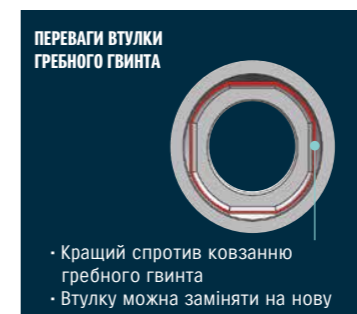 ПЕРЕВАГИ ВТУЛКИ
ГРЕБНОГО ГВИНТА
· Кращий спротив ковзанню
гребного гвинта
· Втулку можна заміняти на нову